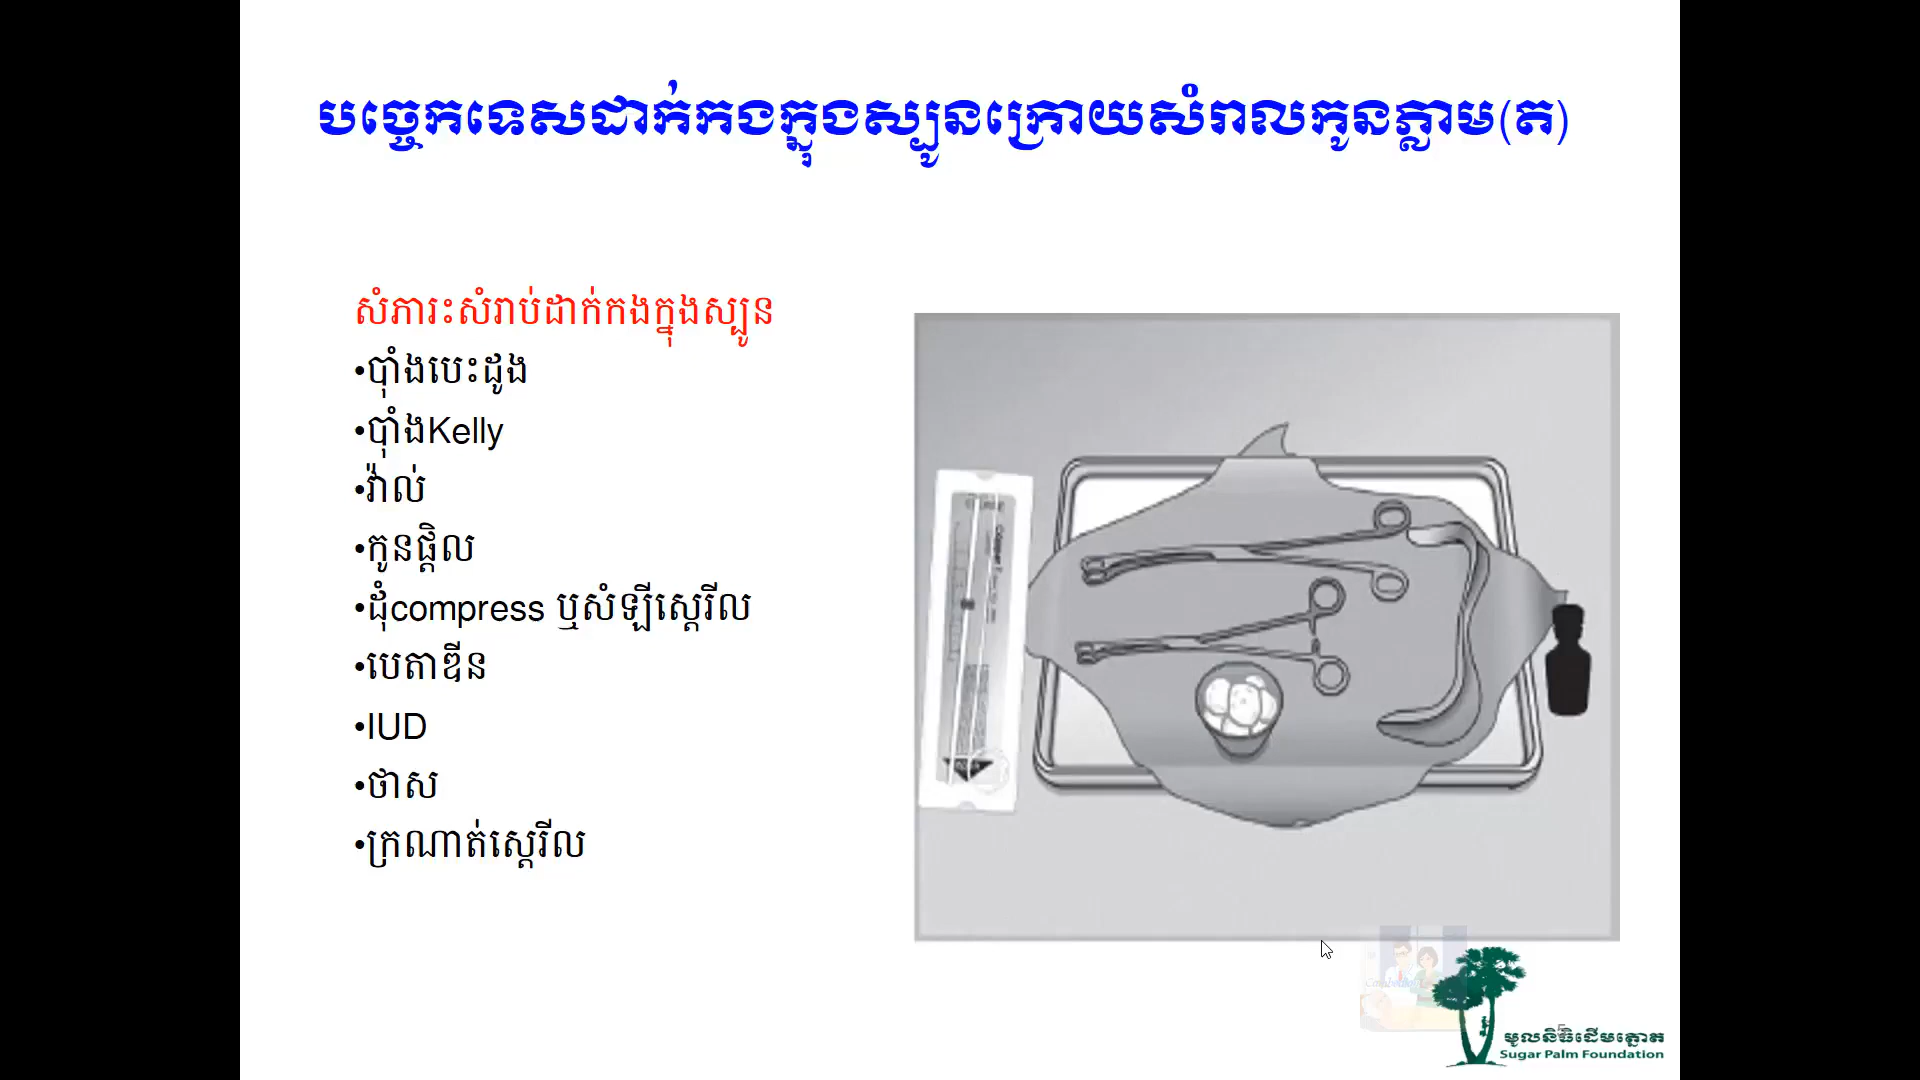 បច្ចេកទេសដាក់កងក្នុងស្បូនក្រោយសំរាលកូនភ្លាម(ត)
សំភារះសំរាប់ដាក់កងក្នុងស្បូន
•ប៉ាំងបេះដូង
•ប៉ាំងKelly
•វ៉ាល់
•កូនផ្តិល
•ដុំcompress ឬសំឡីស្តេរីល
•បេតាឌីន
•IUD
•ថាស
•ក្រណាត់ស្តេរីល
មូលនិធិដើមត្នោត
Sugar Palm Foundation